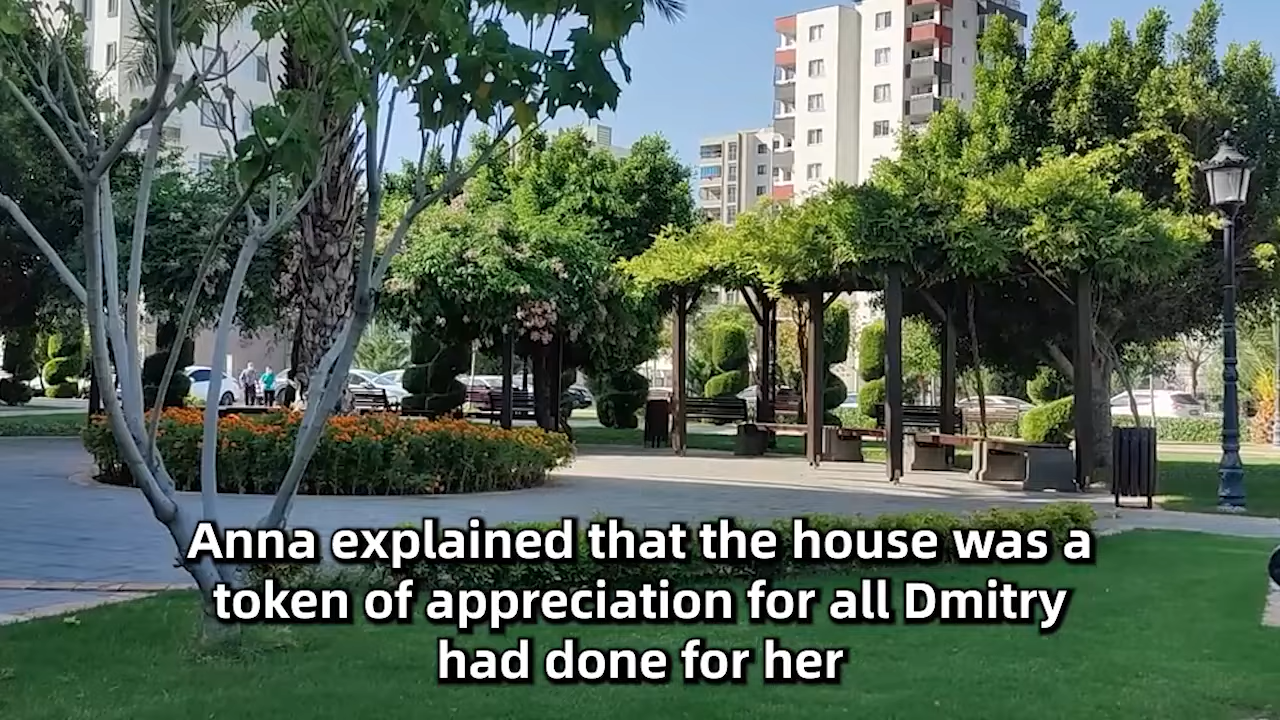 Anna explained that the house was a
token of appreciation for all Dmitry
had done for her